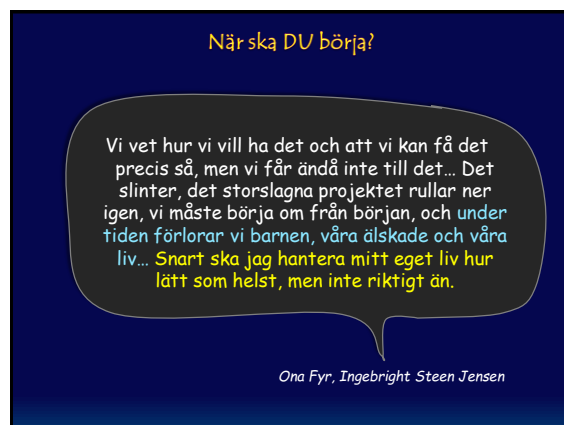 När ska DU börja?
Vi vet hur vi vill ha det och att vi kan få det
precis så, men vi får ändå inte till det... Det
slinter, det storslagna projektet rullar ner
igen, vi måste börja om från början, och under
tiden förlorar vi barnen, våra älskade och våra
liv... Snart ska jag hantera mitt eget liv hur
lätt som helst, men inte riktigt än.
Ona Fyr, Ingebright Steen Jensen